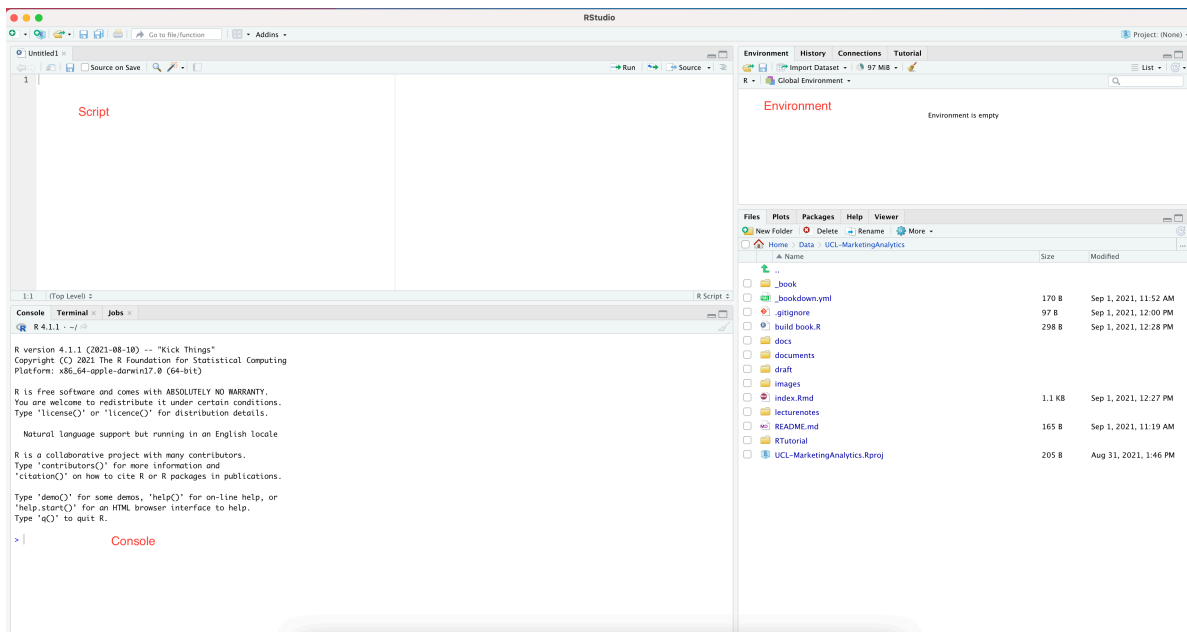 RStudio
Go to file/function
Addins
Project: (None)
Untitled1
Source on Save
Run
Source
1
Script
1:1
(Top Level)
R Script
Console Terminal Jobs
R 4.1.1 · ~/
R version 4.1.1 (2021-08-10) -- "Kick Things"
Copyright (C) 2021 The R Foundation for Statistical Computing
Platform: x86_64-apple-darwin17.0 (64-bit)
R is free software and comes with ABSOLUTELY NO WARRANTY.
You are welcome to redistribute it under certain conditions.
Type 'license()' or 'licence()' for distribution details.
Natural language support but running in an English locale
R is a collaborative project with many contributors.
Type 'contributors()' for more information and
'citation()' on how to cite R or R packages in publications.
Type 'demo()' for some demos, 'help()' for on-line help, or
'help.start()' for an HTML browser interface to help.
Type 'q()' to quit R.
>
Console
Environment History Connections Tutorial
Import Dataset 97 MiB List
R Global Environment
Environment
Environment is empty
Files Plots Packages Help Viewer
New Folder Delete Rename More
Home > Data > UCL-MarketingAnalytics ...
Name Size Modified
..
_book
_bookdown.yml 170 B Sep 1, 2021, 11:52 AM
.gitignore 97 B Sep 1, 2021, 12:00 PM
build book.R 298 B Sep 1, 2021, 12:28 PM
docs
documents
draft
images
index.Rmd 1.1 KB Sep 1, 2021, 12:27 PM
lecturenotes
MD README.md 165 B Sep 1, 2021, 11:19 AM
RTutorial
UCL-MarketingAnalytics.Rproj 205 B Aug 31, 2021, 1:46 PM